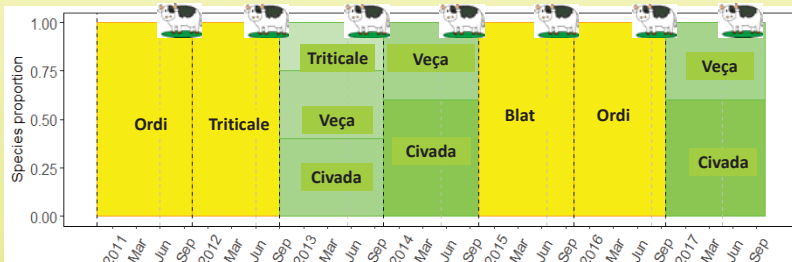 Species proportion
1.00
0.75
0.50
0.25
0.00
Ordi
Triticale
Triticale
Veça
Civada
Veça
Civada
Blat
Ordi
Veça
Civada
2011 Mar Jun Sep 2012 Mar Jun Sep 2013 Mar Jun Sep 2014 Mar Jun Sep 2015 Mar Jun Sep 2016 Mar Jun Sep 2017 Mar Jun Sep